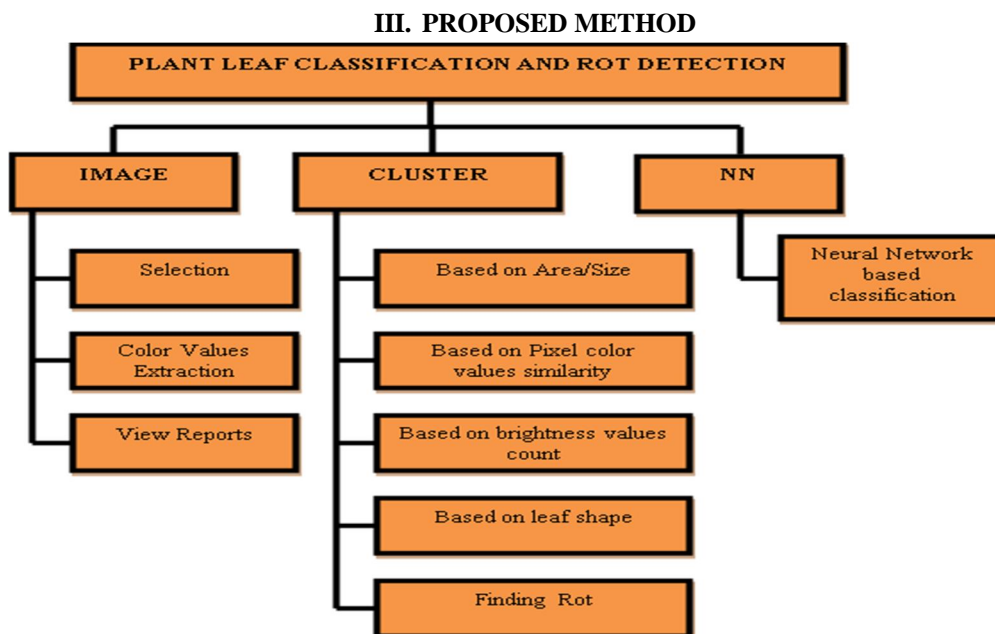 III. PROPOSED METHOD
PLANT LEAF CLASSIFICATION AND ROT DETECTION
IMAGE
CLUSTER
NN
Selection
Color Values
Extraction
View Reports
Based on Area/Size
Based on Pixel color
values similarity
Based on brightness values
count
Based on leaf shape
Finding Rot
Neural Network
based
classification